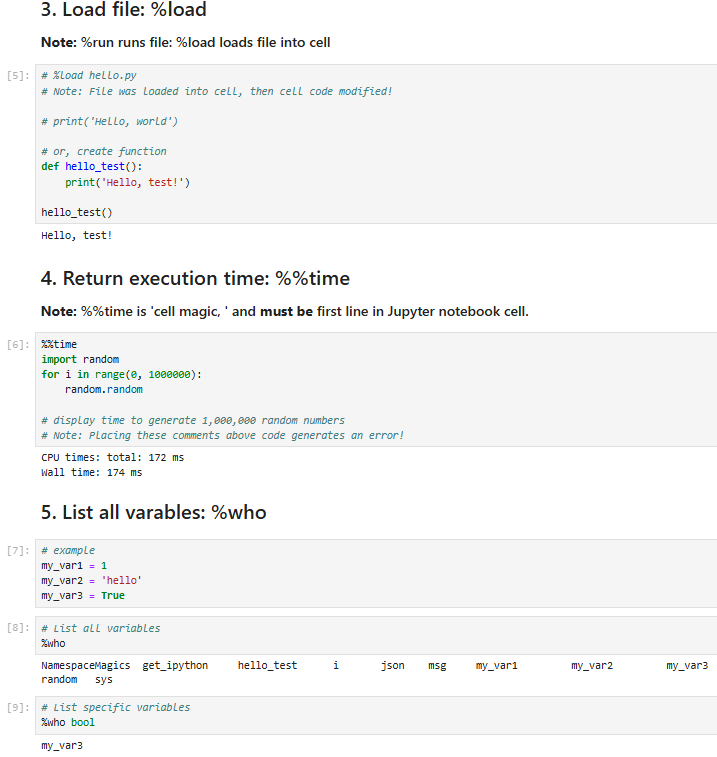 3. Load file: %load
Note: %run runs file: %load loads file into cell
[5]: # %load hello.py
# Note: File was loaded into cell, then cell code modified!
# print('Hello, world')
# or, create function
def hello_test():
print('Hello, test!')
hello_test()
Hello, test!
4. Return execution time: %%time
Note: %%time is 'cell magic, ' and must be first line in Jupyter notebook cell.
[6]: %%time
import random
for i in range(0, 1000000):
random.random
# display time to generate 1,000,000 random numbers
# Note: Placing these comments above code generates an error!
CPU times: total: 172 ms
Wall time: 174 ms
5. List all varables: %who
[7]: # example
my_var1 = 1
my_var2 = 'hello'
my_var3 = True
[8]: # List all variables
%who
NamespaceMagics get_ipython hello_test i json msg my_var1 my_var2 my_var3
random sys
[9]: # List specific variables
%who bool
my_var3